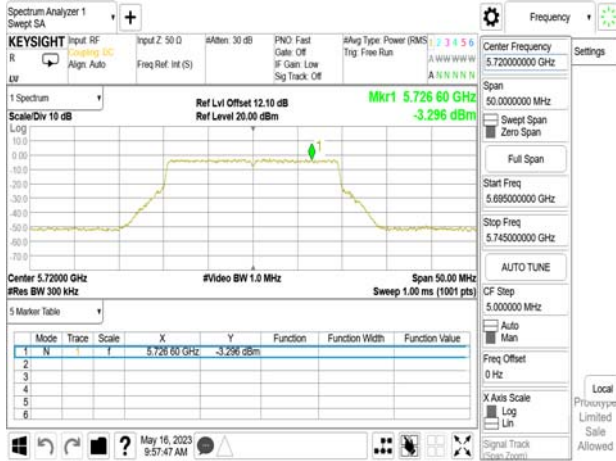 Spectrum Analyzer 1
Swept SA
+
Frequency
Settings
KEYSIGHT
R
LV
Input: RF
Coupling: DC
Align: Auto
Input Z: 50 Ω
Freq Ref: Int (S)
#Atten: 30 dB
PNO: Fast
Gate: Off
IF Gain: Low
Sig Track: Off
#Avg Type: Power (RMS
Trig: Free Run
1 2 3 4 5 6
A W W W W W
A N N N N N
1 Spectrum
Scale/Div 10 dB
Log
Ref Lvl Offset 12.10 dB
Ref Level 20.00 dBm
Mkr1 5.726 60 GHz
-3.296 dBm
10.0
0.00
-10.0
-20.0
-30.0
-40.0
-50.0
-60.0
-70.0
1
Center 5.72000 GHz
#Res BW 300 kHz
#Video BW 1.0 MHz
Span 50.00 MHz
Sweep 1.00 ms (1001 pts)
5 Marker Table
Mode Trace Scale X Y Function Function Width Function Value
1 N 1 f 5.726 60 GHz -3.296 dBm
2
3
4
5
6
May 16, 2023
9:57:47 AM
?
Center Frequency
5.720000000 GHz
Span
50.0000000 MHz
Swept Span
Zero Span
Full Span
Start Freq
5.695000000 GHz
Stop Freq
5.745000000 GHz
AUTO TUNE
CF Step
5.000000 MHz
Auto
Man
Freq Offset
0 Hz
X Axis Scale
Log
Lin
Signal Track
(Span Zoom)
Local
Prototype
Limited
Sale
Allowed